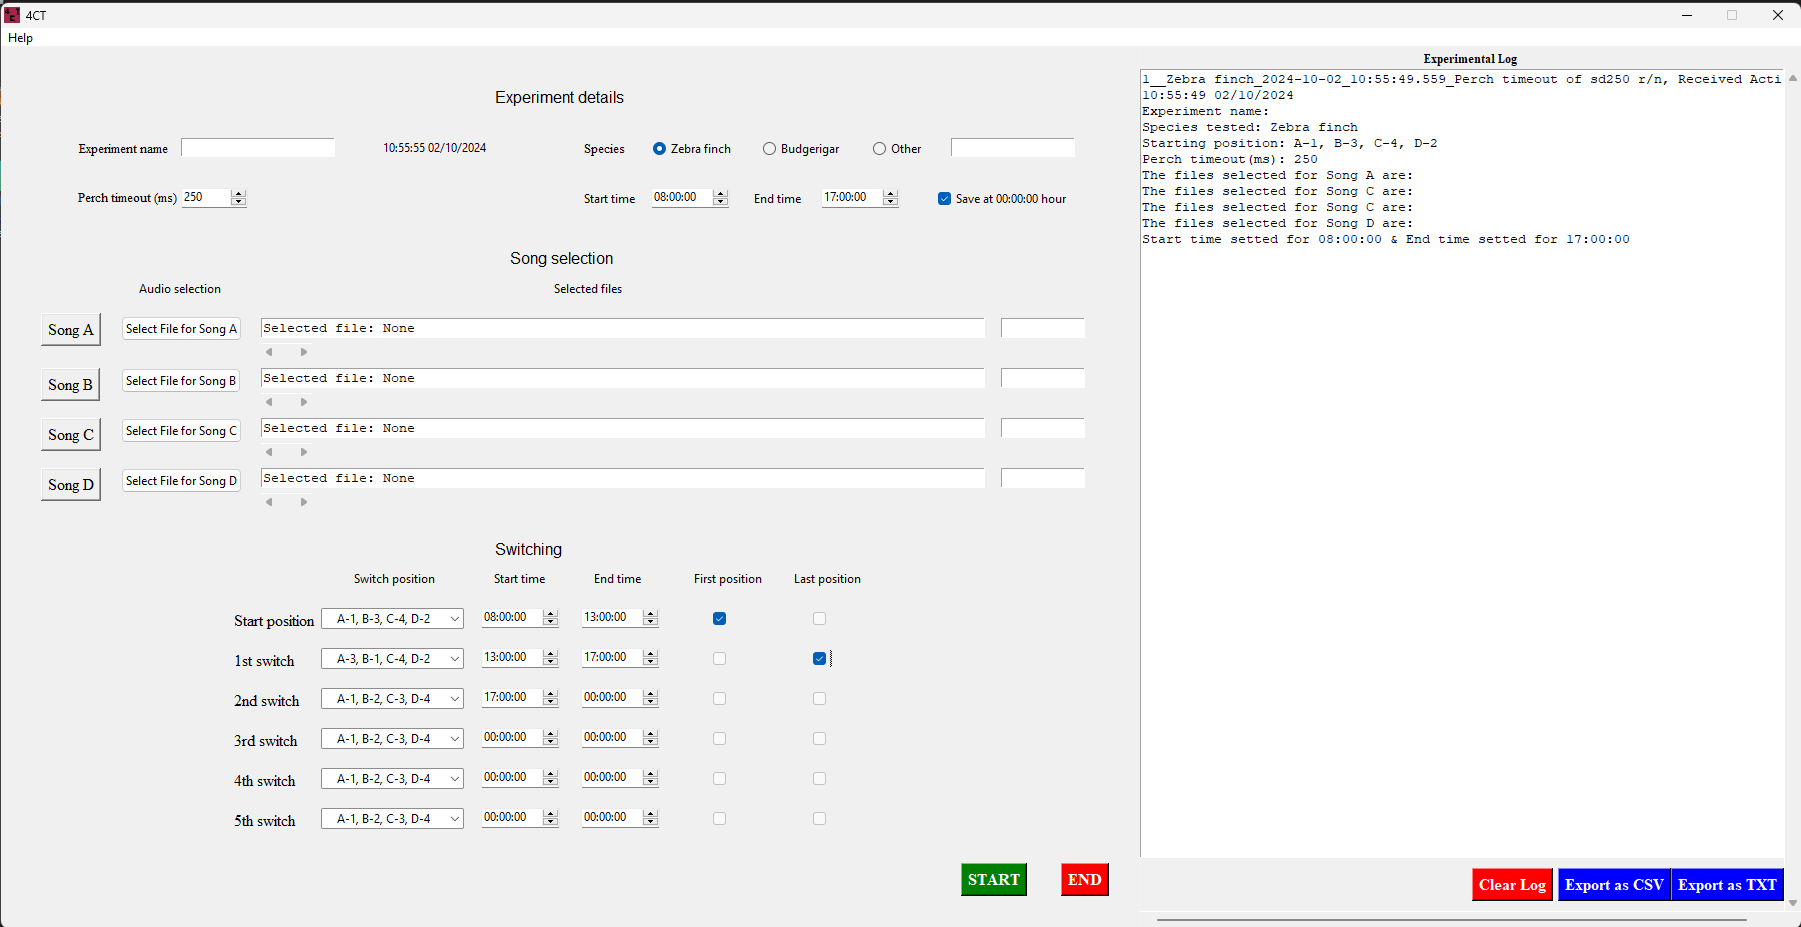 4CT
Help
Experiment details
Experiment name
10:55:55 02/10/2024
Species
Zebra finch
Budgerigar
Other
Perch timeout (ms)
250
Start time
08:00:00
End time
17:00:00
Save at 00:00:00 hour
Song selection
Audio selection
Selected files
Song A
Select File for Song A
Selected file: None
Song B
Select File for Song B
Selected file: None
Song C
Select File for Song C
Selected file: None
Song D
Select File for Song D
Selected file: None
Switching
Switch position
Start time
End time
First position
Last position
Start position
A-1, B-3, C-4, D-2
08:00:00
13:00:00
1st switch
A-3, B-1, C-4, D-2
13:00:00
17:00:00
2nd switch
A-1, B-2, C-3, D-4
17:00:00
00:00:00
3rd switch
A-1, B-2, C-3, D-4
00:00:00
00:00:00
4th switch
A-1, B-2, C-3, D-4
00:00:00
00:00:00
5th switch
A-1, B-2, C-3, D-4
00:00:00
00:00:00
START
END
Experimental Log
1__Zebra finch_2024-10-02_10:55:49.559_Perch timeout of sd250 r/n, Received Acti
10:55:49 02/10/2024
Experiment name:
Species tested: Zebra finch
Starting position: A-1, B-3, C-4, D-2
Perch timeout(ms): 250
The files selected for Song A are:
The files selected for Song C are:
The files selected for Song C are:
The files selected for Song D are:
Start time setted for 08:00:00 & End time setted for 17:00:00
Clear Log
Export as CSV
Export as TXT